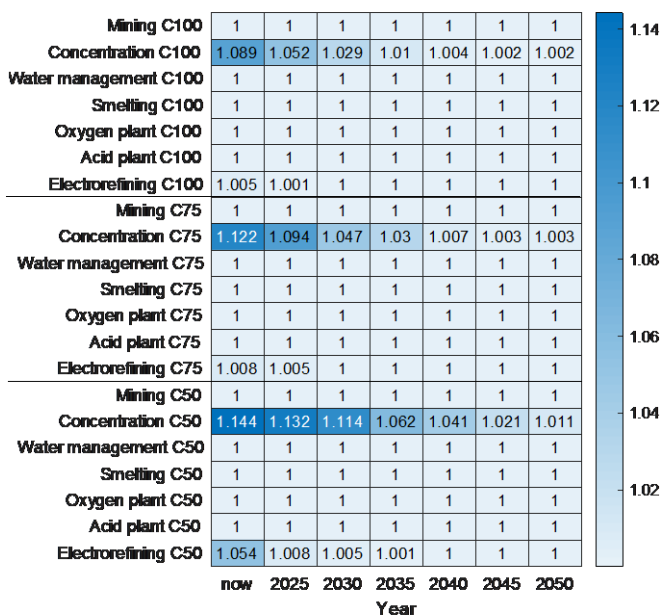 Mining C100 1 1 1 1 1 1 1
Concentration C100 1.089 1.052 1.029 1.01 1.004 1.002 1.002
Water management C100 1 1 1 1 1 1 1
Smelting C100 1 1 1 1 1 1 1
Oxygen plant C100 1 1 1 1 1 1 1
Acid plant C100 1 1 1 1 1 1 1
Electrorefining C100 1.005 1.001 1 1 1 1 1
Mining C75 1 1 1 1 1 1 1
Concentration C75 1.122 1.094 1.047 1.03 1.007 1.003 1.003
Water management C75 1 1 1 1 1 1 1
Smelting C75 1 1 1 1 1 1 1
Oxygen plant C75 1 1 1 1 1 1 1
Acid plant C75 1 1 1 1 1 1 1
Electrorefining C75 1.008 1.005 1 1 1 1 1
Mining C50 1 1 1 1 1 1 1
Concentration C50 1.144 1.132 1.114 1.062 1.041 1.021 1.011
Water management C50 1 1 1 1 1 1 1
Smelting C50 1 1 1 1 1 1 1
Oxygen plant C50 1 1 1 1 1 1 1
Acid plant C50 1 1 1 1 1 1 1
Electrorefining C50 1.054 1.008 1.005 1.001 1 1 1
now 2025 2030 2035 2040 2045 2050
Year
1.14
1.12
1.1
1.08
1.06
1.04
1.02